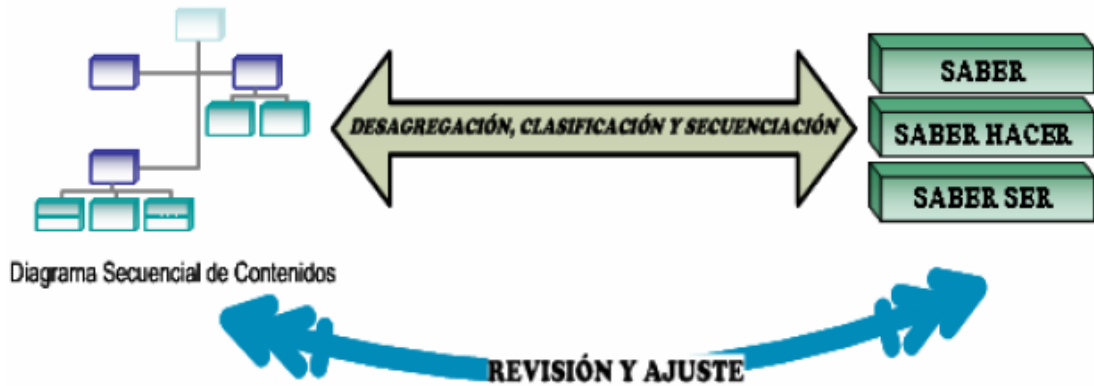 SABER
DESAGREGACIÓN, CLASIFICACIÓN Y SECUENCIACIÓN
SABER HACER
SABER SER
Diagrama Secuencial de Contenidos
REVISIÓN Y AJUSTE